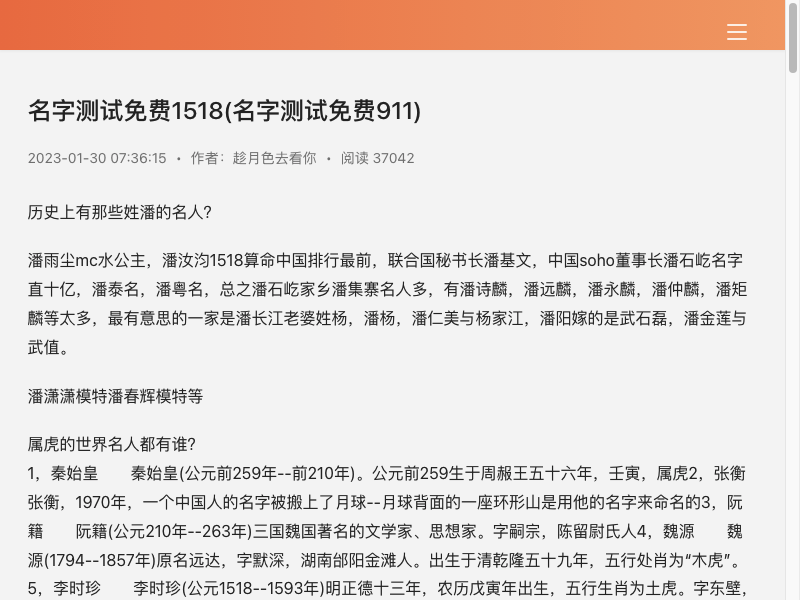 名字测试免费1518(名字测试免费911)
2023-01-30 07:36:15 • 作者：趁月色去看你 • 阅读 37042
历史上有那些姓潘的名人？
潘雨尘mc水公主，潘汝汮1518算命中国排行最前，联合国秘书长潘基文，中国soho董事长潘石屹名字
直十亿，潘泰名，潘粤名，总之潘石屹家乡潘集寨名人多，有潘诗麟，潘远麟，潘永麟，潘仲麟，潘矩
麟等太多，最有意思的一家是潘长江老婆姓杨，潘杨，潘仁美与杨家江，潘阳嫁的是武石磊，潘金莲与
武值。
潘潇潇模特潘春辉模特等
属虎的世界名人都有谁？
1，秦始皇　　秦始皇(公元前259年--前210年)。公元前259生于周赧王五十六年，壬寅，属虎2，张衡
张衡，1970年，一个中国人的名字被搬上了月球--月球背面的一座环形山是用他的名字来命名的3，阮
籍　　阮籍(公元210年--263年)三国魏国著名的文学家、思想家。字嗣宗，陈留尉氏人4，魏源　　魏
源(1794--1857年)原名远达，字默深，湖南邰阳金滩人。出生于清乾隆五十九年，五行处肖为“木虎”。
5，李时珍　　李时珍(公元1518--1593年)明正德十三年，农历戊寅年出生，五行生肖为土虎。字东壁，